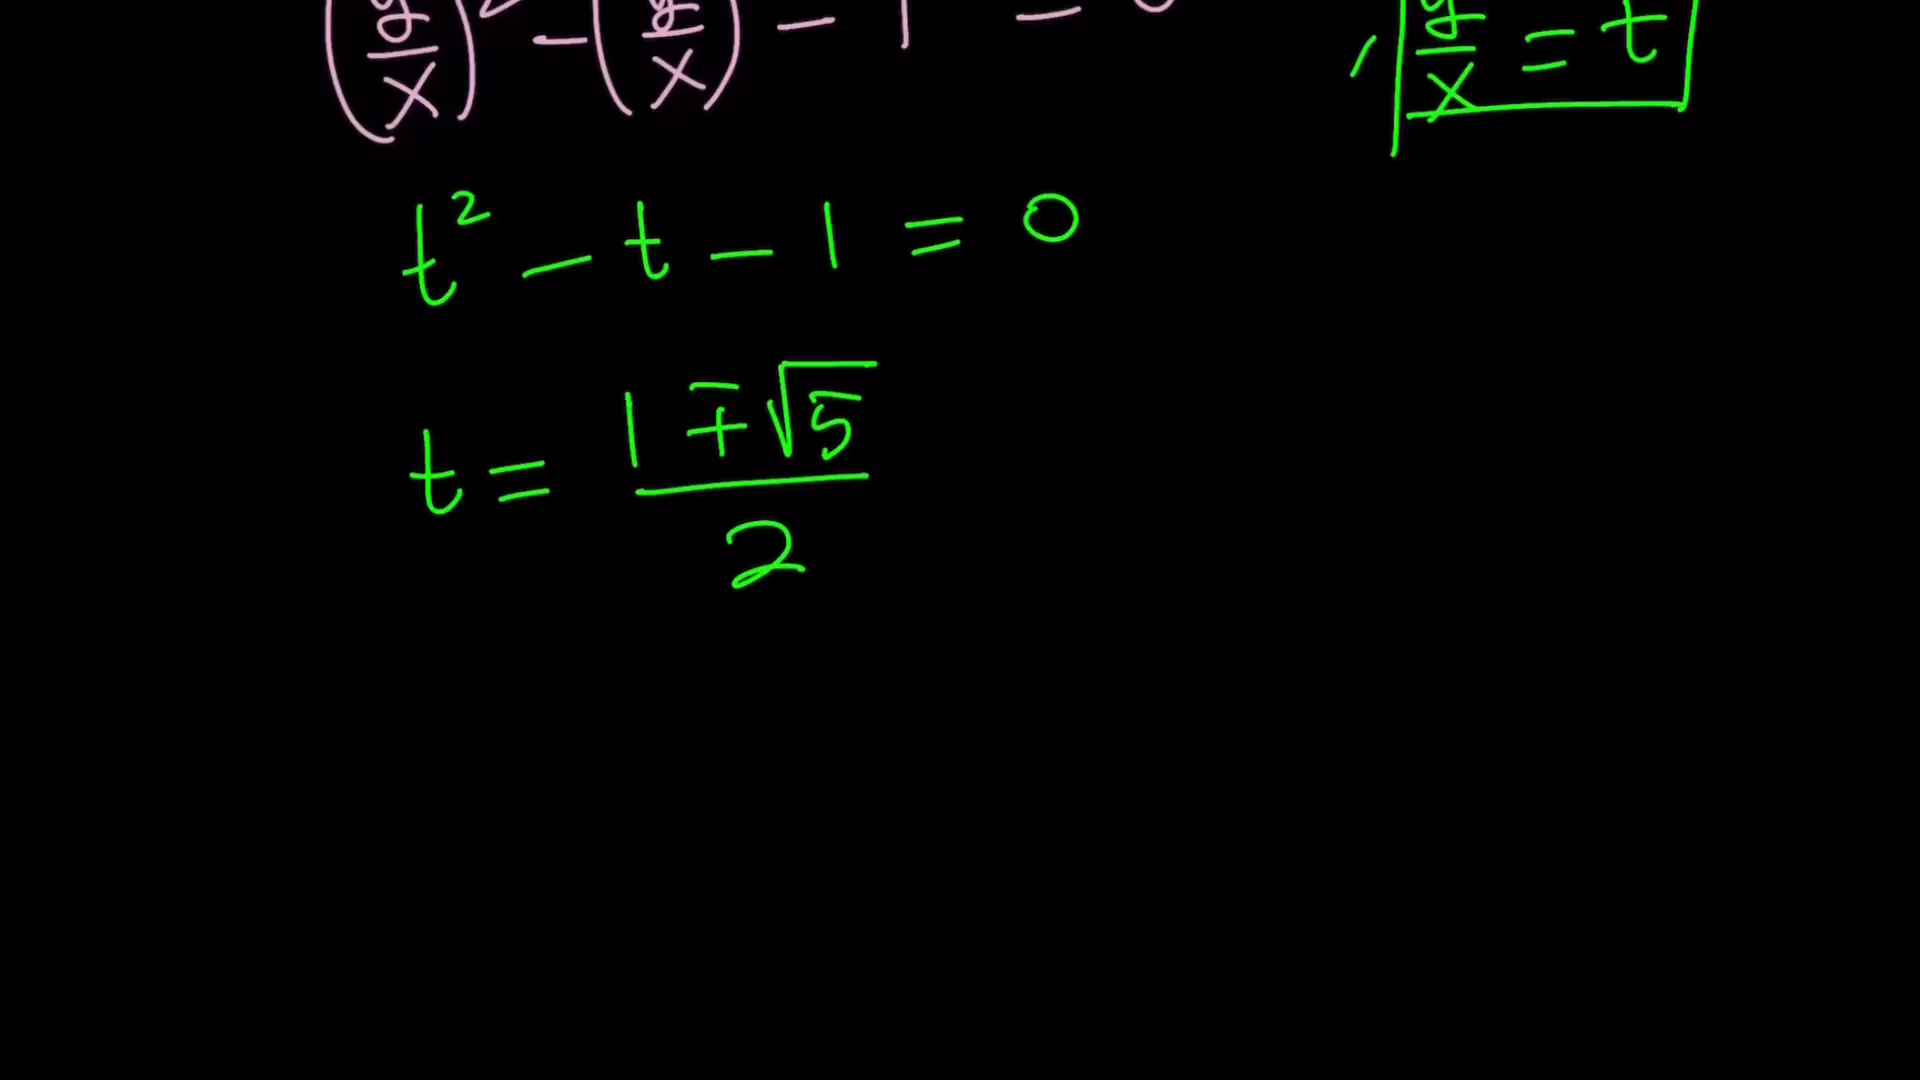 (y/x)² - (y/x) - 1 = 0 , y/x = t
t² - t - 1 = 0
t = (1 ∓ √5)/2